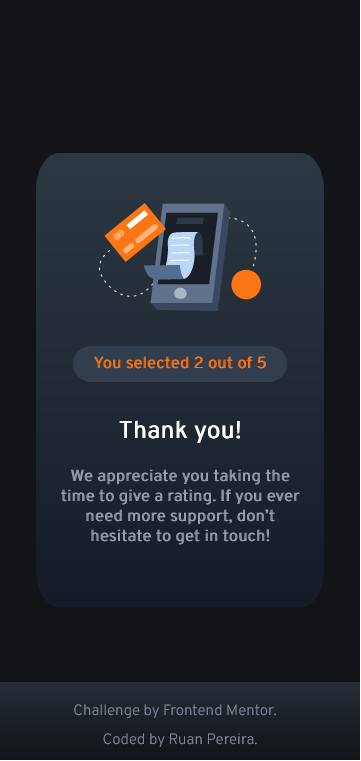 You selected 2 out of 5
Thank you!
We appreciate you taking the
time to give a rating. If you ever
need more support, don’t
hesitate to get in touch!
Challenge by Frontend Mentor.
Coded by Ruan Pereira.